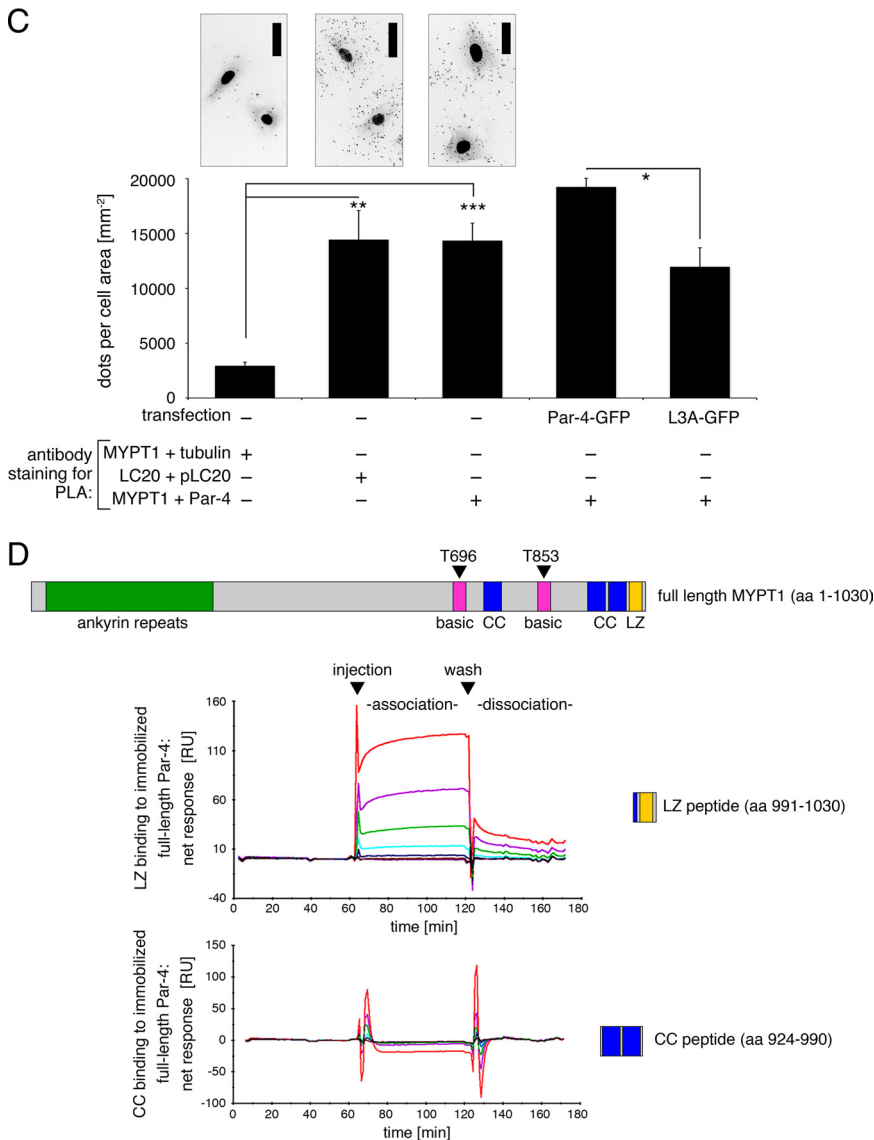 C
dots per cell area [mm-2]
20000
15000
10000
5000
0
**
***
*
transfection – – – Par-4-GFP L3A-GFP
antibody staining for PLA:
MYPT1 + tubulin + – – – –
LC20 + pLC20 – + – – –
MYPT1 + Par-4 – – + + +
D
T696 T853
full length MYPT1 (aa 1-1030)
ankyrin repeats basic CC basic CC LZ
injection wash
-association- -dissociation-
LZ binding to immobilized
full-length Par-4:
net response [RU]
160
110
60
10
-40
0 20 40 60 80 100 120 140 160 180
time [min]
LZ peptide (aa 991-1030)
CC binding to immobilized
full-length Par-4:
net response [RU]
150
100
50
0
-50
-100
0 20 40 60 80 100 120 140 160 180
time [min]
CC peptide (aa 924-990)